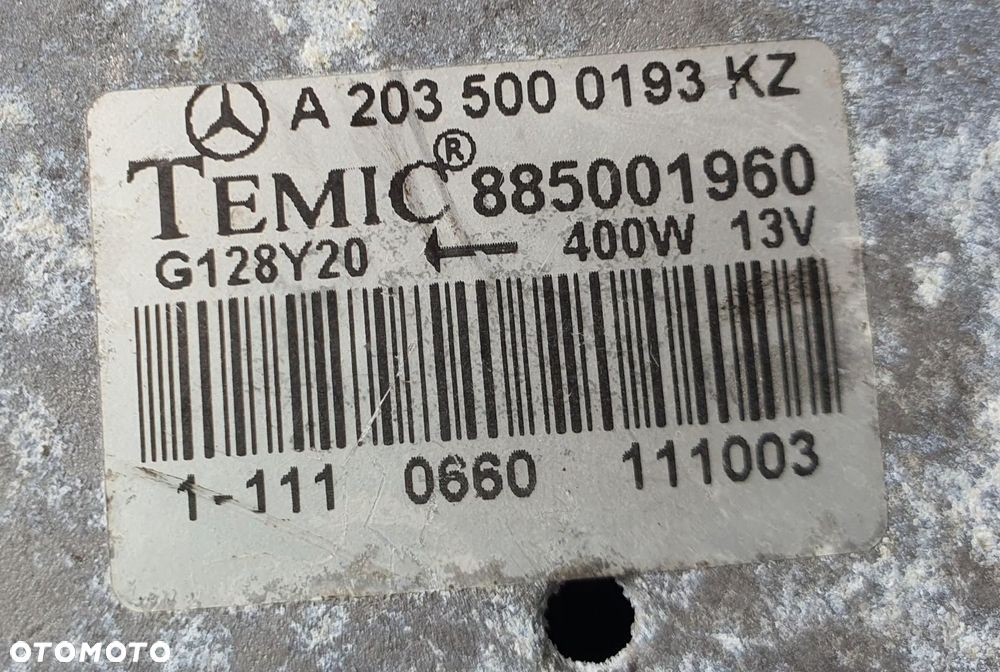 A 203 500 0193 KZ
TEMIC® 885001960
G128Y20 ← 400W 13V
1-111 0660 111003
OTOMOTO